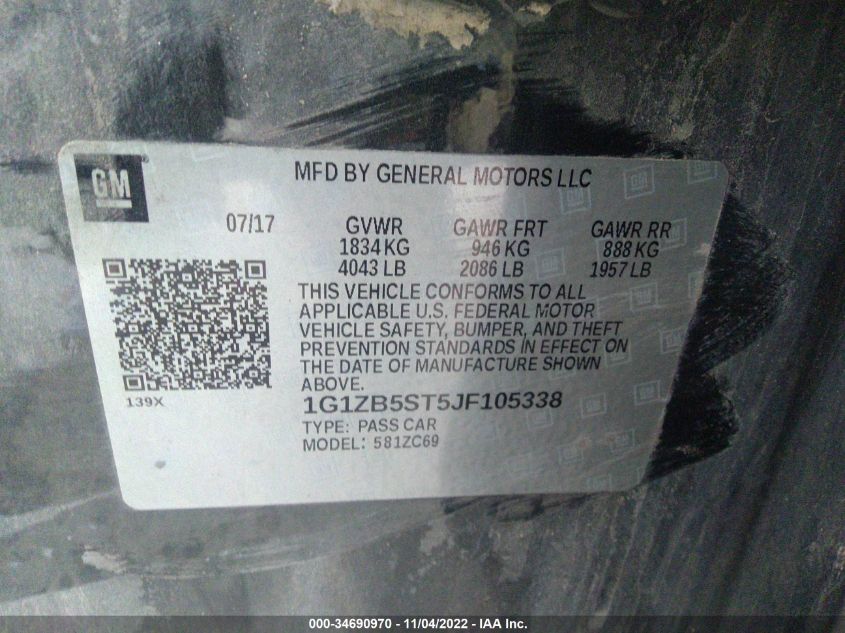 GM
MFD BY GENERAL MOTORS LLC
07/17 GVWR GAWR FRT GAWR RR
1834 KG 946 KG 888 KG
4043 LB 2086 LB 1957 LB
THIS VEHICLE CONFORMS TO ALL
APPLICABLE U.S. FEDERAL MOTOR
VEHICLE SAFETY, BUMPER, AND THEFT
PREVENTION STANDARDS IN EFFECT ON
THE DATE OF MANUFACTURE SHOWN
ABOVE.
139X
1G1ZB5ST5JF105338
TYPE: PASS CAR
MODEL: 581ZC69
000-34690970 - 11/04/2022 - IAA Inc.